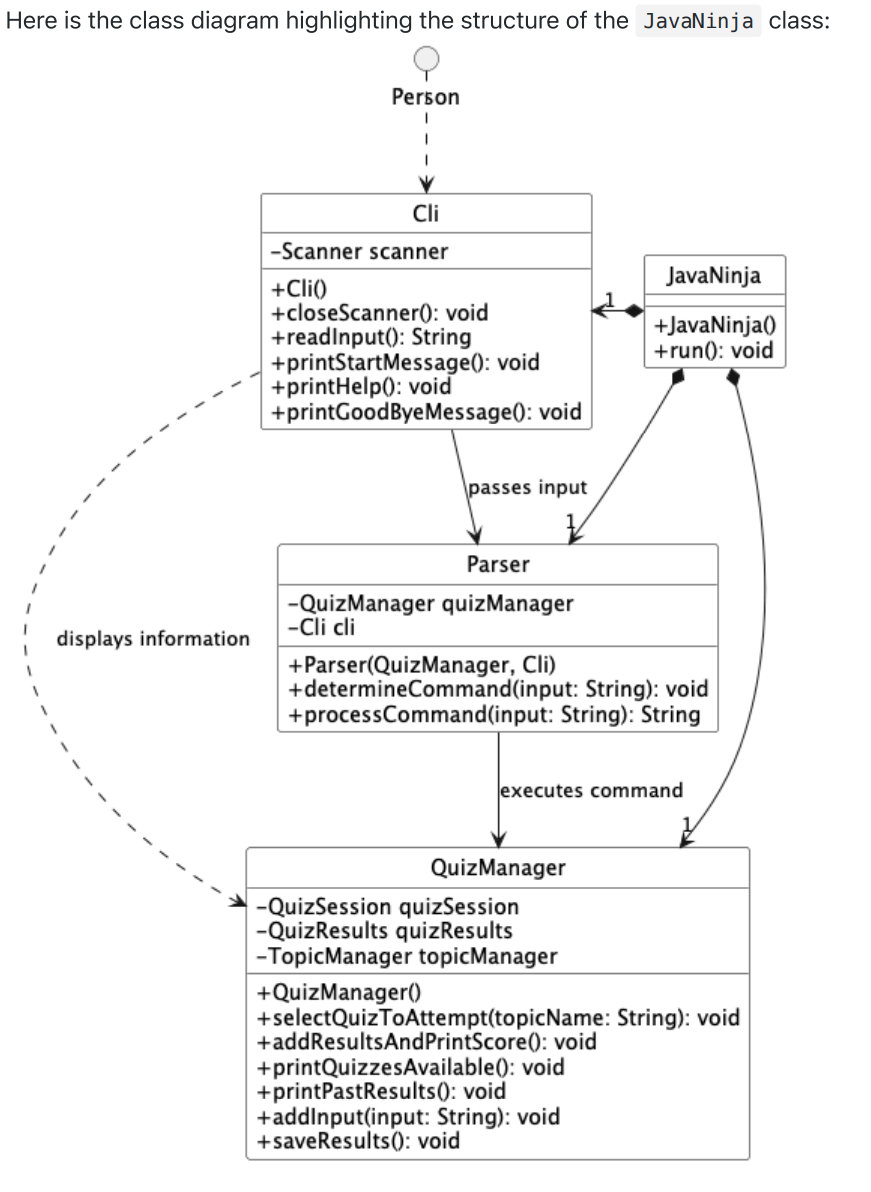 Here is the class diagram highlighting the structure of the JavaNinja class:
Person
Cli
-Scanner scanner
+Cli()
+closeScanner(): void
+readInput(): String
+printStartMessage(): void
+printHelp(): void
+printGoodByeMessage(): void
1
JavaNinja
+JavaNinja()
+run(): void
passes input
1
Parser
-QuizManager quizManager
-Cli cli
+Parser(QuizManager, Cli)
+determineCommand(input: String): void
+processCommand(input: String): String
displays information
executes command
1
QuizManager
-QuizSession quizSession
-QuizResults quizResults
-TopicManager topicManager
+QuizManager()
+selectQuizToAttempt(topicName: String): void
+addResultsAndPrintScore(): void
+printQuizzesAvailable(): void
+printPastResults(): void
+addInput(input: String): void
+saveResults(): void